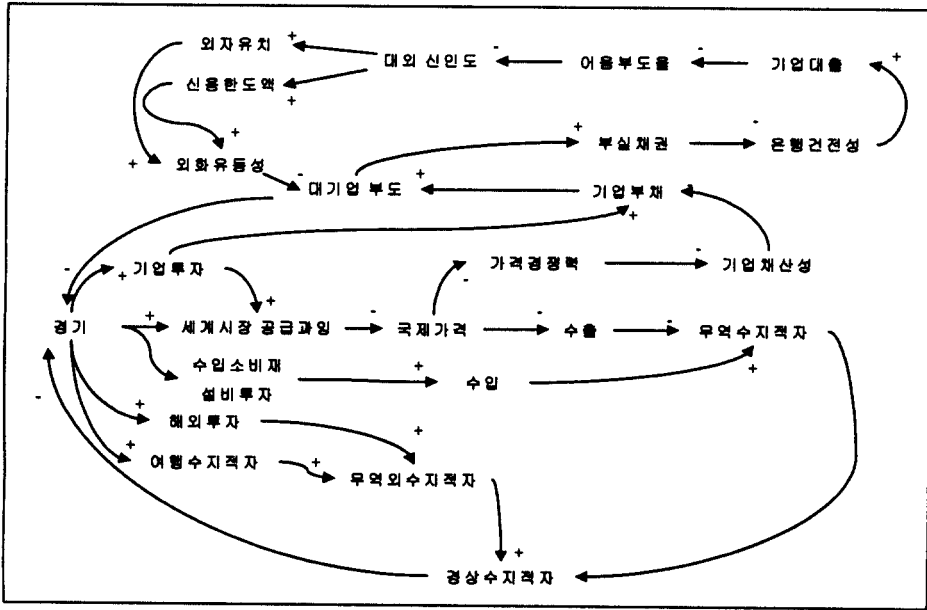 외자유치 +
대외 신인도 -
어음부도율 -
기업대출 +
신용한도액 +
+ 외화유동성 +
부실채권 +
은행건전성 -
대기업 부도 - +
기업부채 - +
기업투자 +
가격경쟁력 -
기업채산성 -
경기 - -
세계시장 공급과잉 + +
국제가격 -
수출 -
무역수지적자 - +
수입소비재
설비투자
수입 +
해외투자 +
여행수지적자 +
무역외수지적자 + +
경상수지적자 +